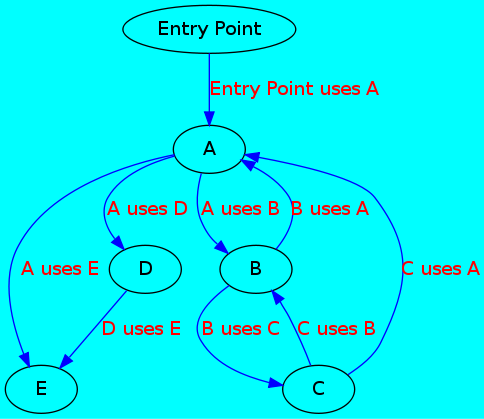 Entry Point
Entry Point uses A
A
A uses D
A uses B
B uses A
A uses E
D
B
C uses A
D uses E
B uses C
C uses B
E
C